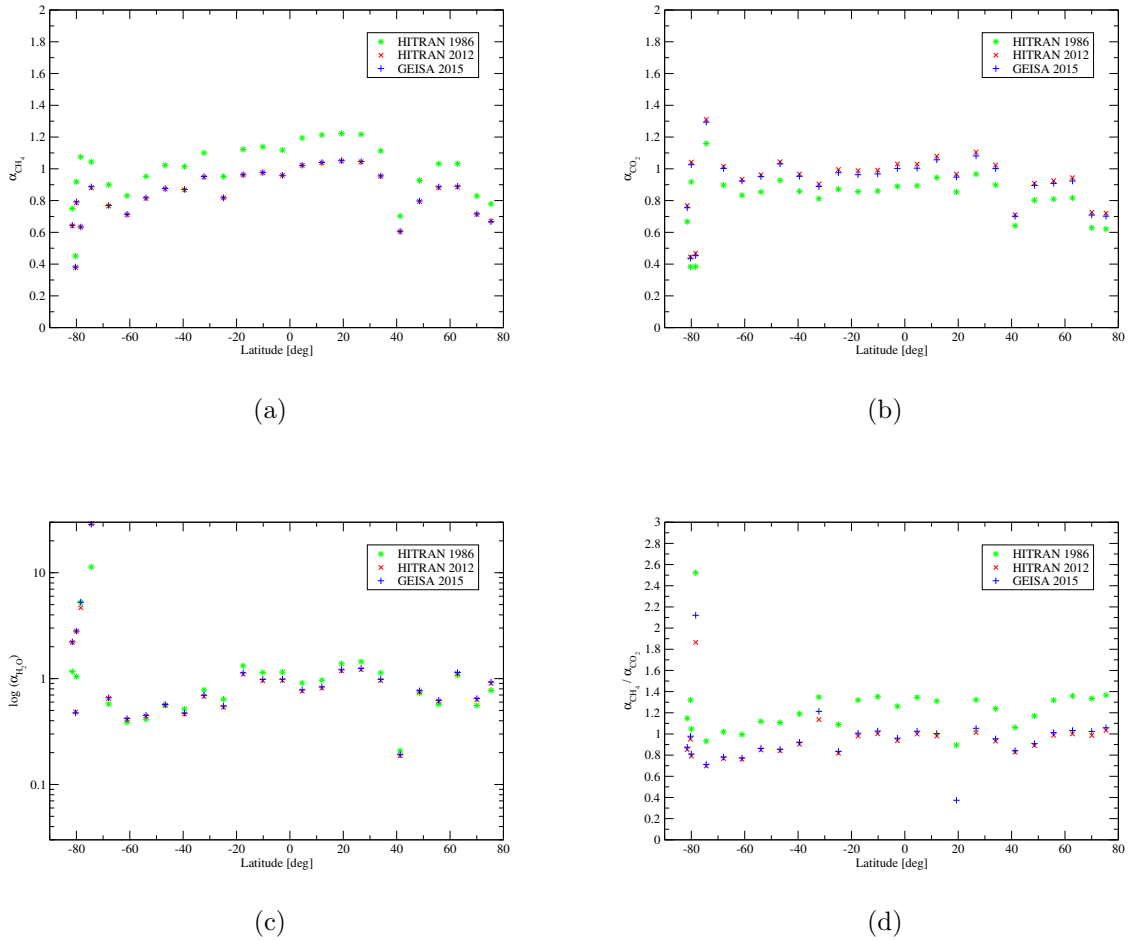 2
1.8
1.6
1.4
1.2
1
0.8
0.6
0.4
0.2
0
-80 -60 -40 -20 0 20 40 60 80
Latitude [deg]
α_CH₄
HITRAN 1986
HITRAN 2012
GEISA 2015
(a)
2
1.8
1.6
1.4
1.2
1
0.8
0.6
0.4
0.2
0
-80 -60 -40 -20 0 20 40 60 80
Latitude [deg]
α_CO₂
HITRAN 1986
HITRAN 2012
GEISA 2015
(b)
10
1
0.1
-80 -60 -40 -20 0 20 40 60 80
Latitude [deg]
log (α_H₂O)
HITRAN 1986
HITRAN 2012
GEISA 2015
(c)
3
2.8
2.6
2.4
2.2
2
1.8
1.6
1.4
1.2
1
0.8
0.6
0.4
0.2
0
-80 -60 -40 -20 0 20 40 60 80
Latitude [deg]
α_CH₄ / α_CO₂
HITRAN 1986
HITRAN 2012
GEISA 2015
(d)